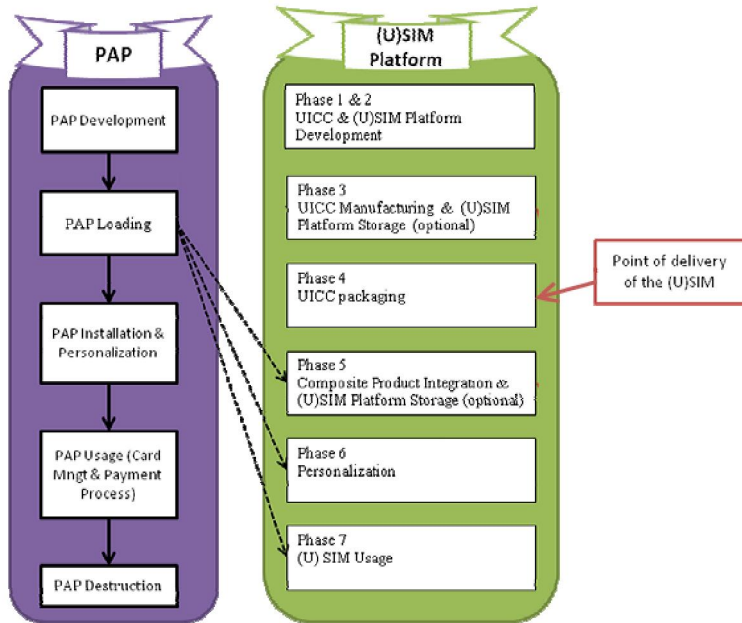 PAP
PAP Development
PAP Loading
PAP Installation &
Personalization
PAP Usage (Card
Mngt & Payment
Process)
PAP Destruction
(U)SIM
Platform
Phase 1 & 2
UICC & (U)SIM Platform
Development
Phase 3
UICC Manufacturing & (U)SIM
Platform Storage (optional)
Phase 4
UICC packaging
Phase 5
Composite Product Integration &
(U)SIM Platform Storage (optional)
Phase 6
Personalization
Phase 7
(U) SIM Usage
Point of delivery
of the (U)SIM